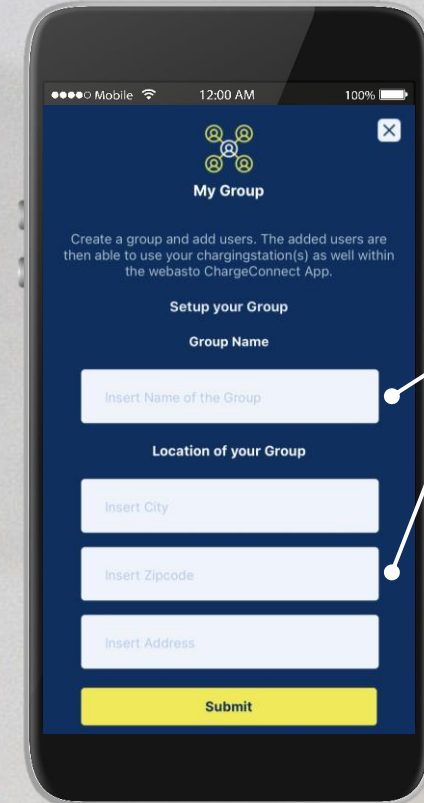 Mobile 12:00 AM 100%
My Group
Create a group and add users. The added users are
then able to use your chargingstation(s) as well within
the webasto ChargeConnect App.
Setup your Group
Group Name
Insert Name of the Group
Location of your Group
Insert City
Insert Zipcode
Insert Address
Submit